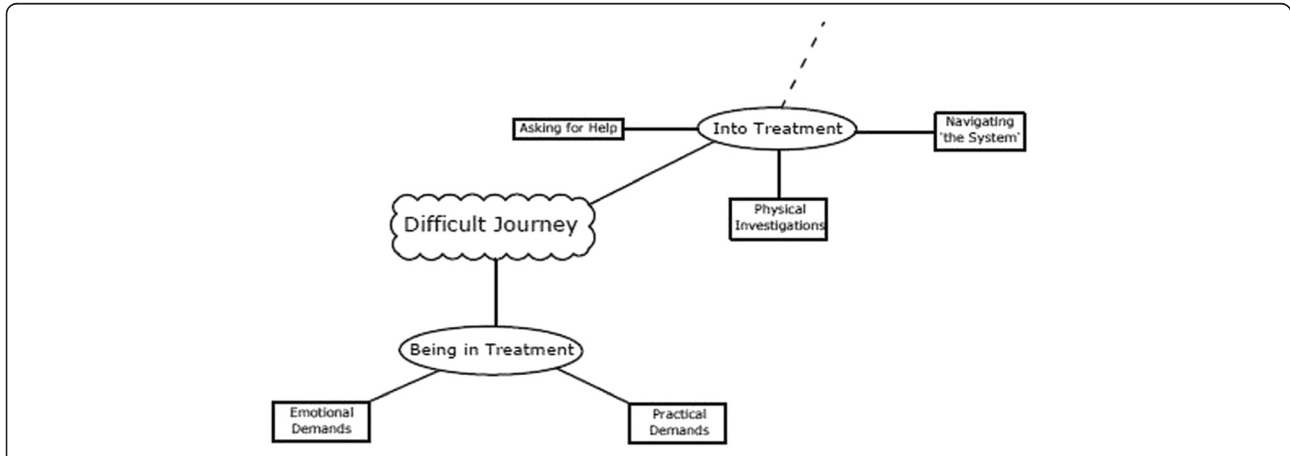 Asking for Help
Into Treatment
Navigating
'the System'
Physical
Investigations
Difficult Journey
Being in Treatment
Emotional
Demands
Practical
Demands